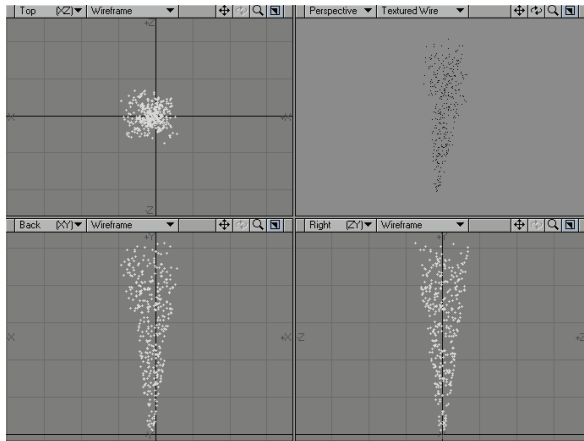 Top (XZ) Wireframe
Perspective Textured Wire
+Z
-X +X
-Z
Back (XY) Wireframe
Right (ZY) Wireframe
+Y +Y
-X +X -Z +Z